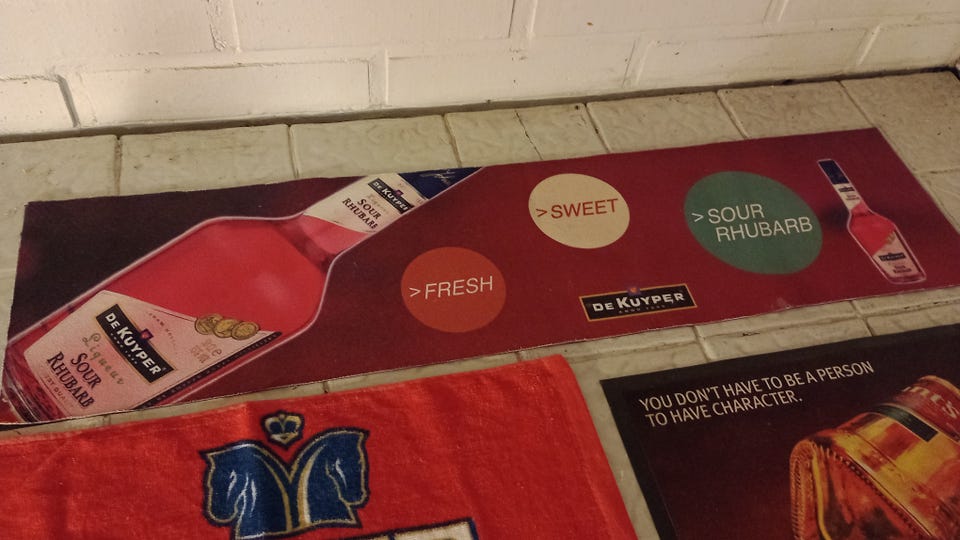 DE KUYPER
SOUR
RHUBARB
> SWEET
> SOUR
RHUBARB
> FRESH
DE KUYPER
DE KUYPER
Liqueur
SOUR
RHUBARB
YOU DON'T HAVE TO BE A PERSON
TO HAVE CHARACTER.